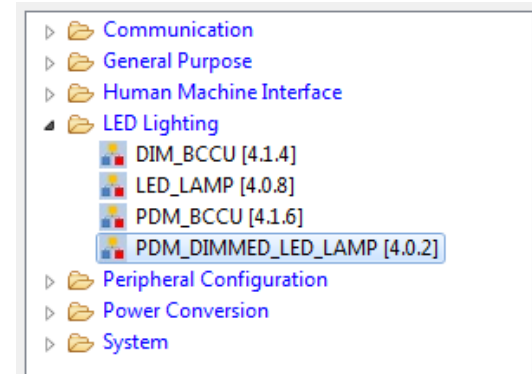 Communication
General Purpose
Human Machine Interface
LED Lighting
DIM_BCCU [4.1.4]
LED_LAMP [4.0.8]
PDM_BCCU [4.1.6]
PDM_DIMMED_LED_LAMP [4.0.2]
Peripheral Configuration
Power Conversion
System